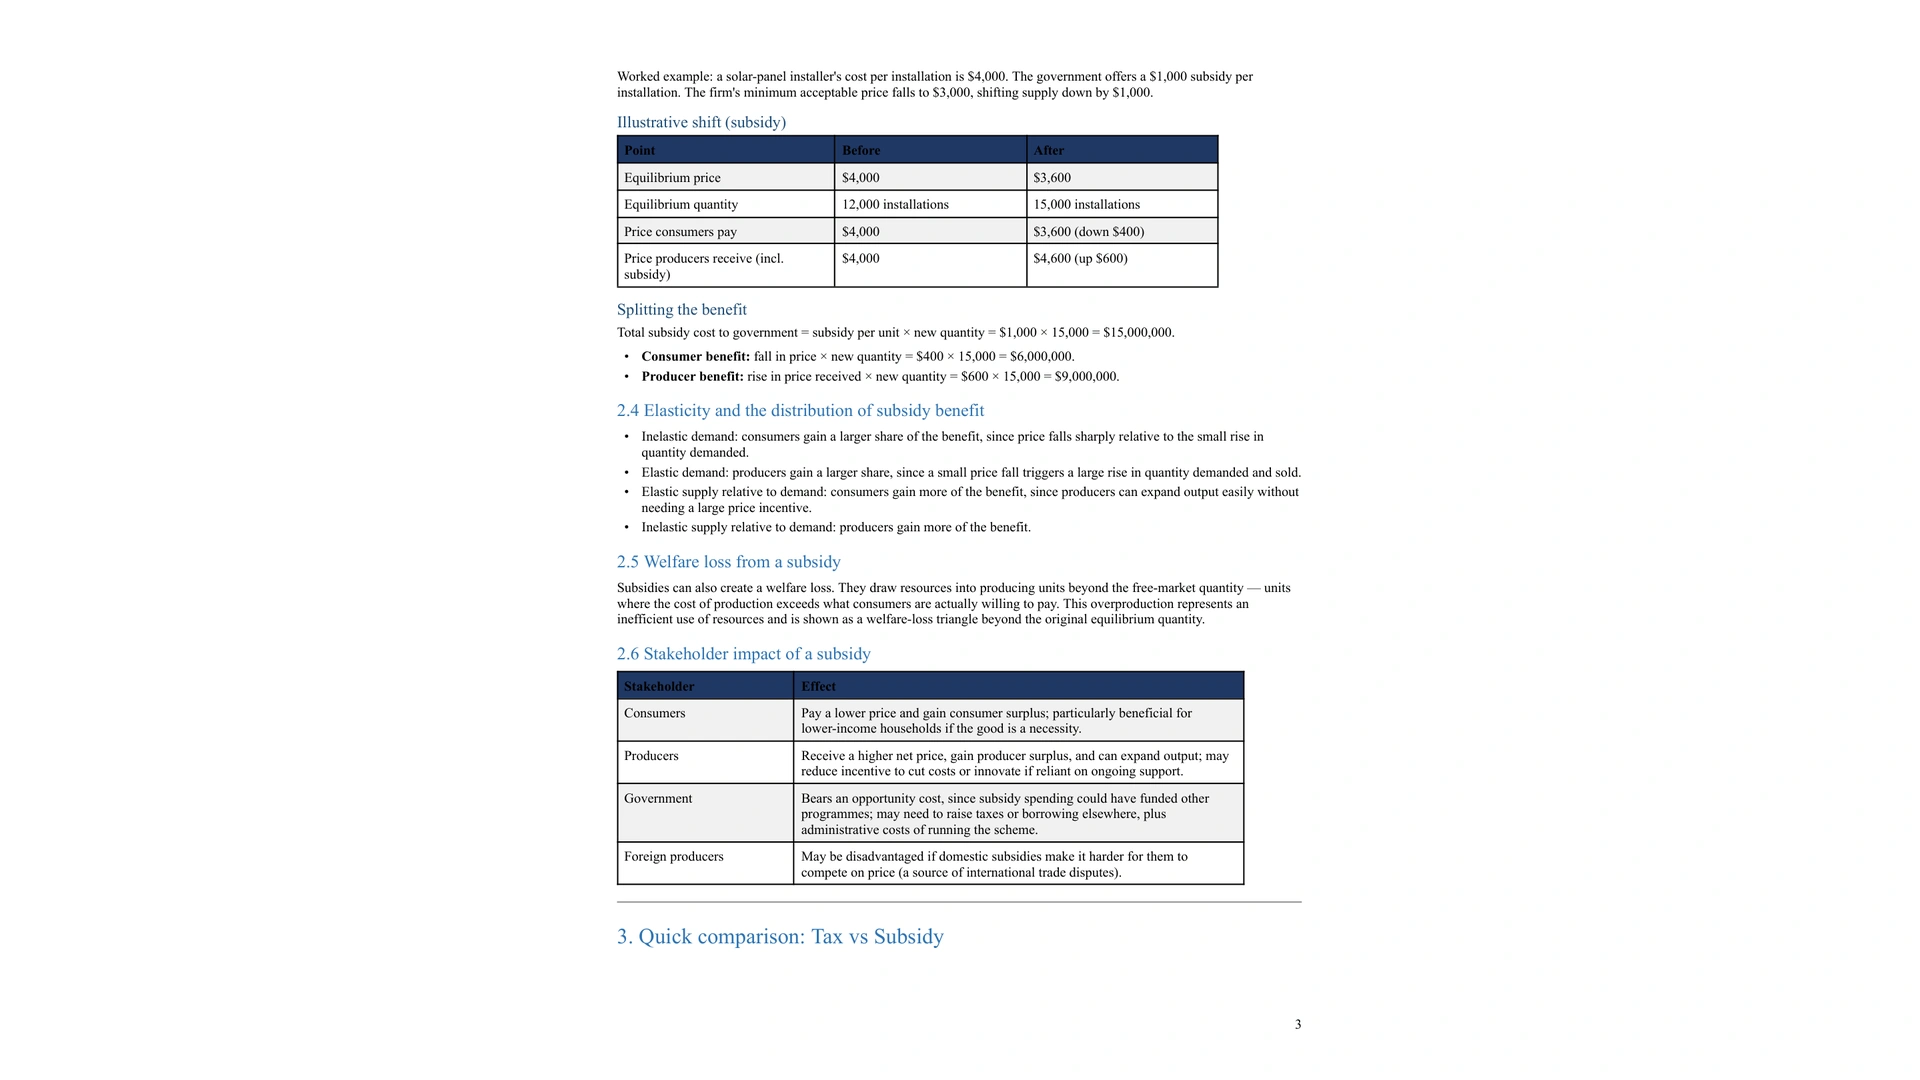 Worked example: a solar-panel installer's cost per installation is $4,000. The government offers a $1,000 subsidy per
installation. The firm's minimum acceptable price falls to $3,000, shifting supply down by $1,000.
Illustrative shift (subsidy)
Point Before After
Equilibrium price $4,000 $3,600
Equilibrium quantity 12,000 installations 15,000 installations
Price consumers pay $4,000 $3,600 (down $400)
Price producers receive (incl. $4,000 $4,600 (up $600)
subsidy)
Splitting the benefit
Total subsidy cost to government = subsidy per unit × new quantity = $1,000 × 15,000 = $15,000,000.
• Consumer benefit: fall in price × new quantity = $400 × 15,000 = $6,000,000.
• Producer benefit: rise in price received × new quantity = $600 × 15,000 = $9,000,000.
2.4 Elasticity and the distribution of subsidy benefit
• Inelastic demand: consumers gain a larger share of the benefit, since price falls sharply relative to the small rise in
quantity demanded.
• Elastic demand: producers gain a larger share, since a small price fall triggers a large rise in quantity demanded and sold.
• Elastic supply relative to demand: consumers gain more of the benefit, since producers can expand output easily without
needing a large price incentive.
• Inelastic supply relative to demand: producers gain more of the benefit.
2.5 Welfare loss from a subsidy
Subsidies can also create a welfare loss. They draw resources into producing units beyond the free-market quantity — units
where the cost of production exceeds what consumers are actually willing to pay. This overproduction represents an
inefficient use of resources and is shown as a welfare-loss triangle beyond the original equilibrium quantity.
2.6 Stakeholder impact of a subsidy
Stakeholder Effect
Consumers Pay a lower price and gain consumer surplus; particularly beneficial for
lower-income households if the good is a necessity.
Producers Receive a higher net price, gain producer surplus, and can expand output; may
reduce incentive to cut costs or innovate if reliant on ongoing support.
Government Bears an opportunity cost, since subsidy spending could have funded other
programmes; may need to raise taxes or borrowing elsewhere, plus
administrative costs of running the scheme.
Foreign producers May be disadvantaged if domestic subsidies make it harder for them to
compete on price (a source of international trade disputes).
3. Quick comparison: Tax vs Subsidy
3